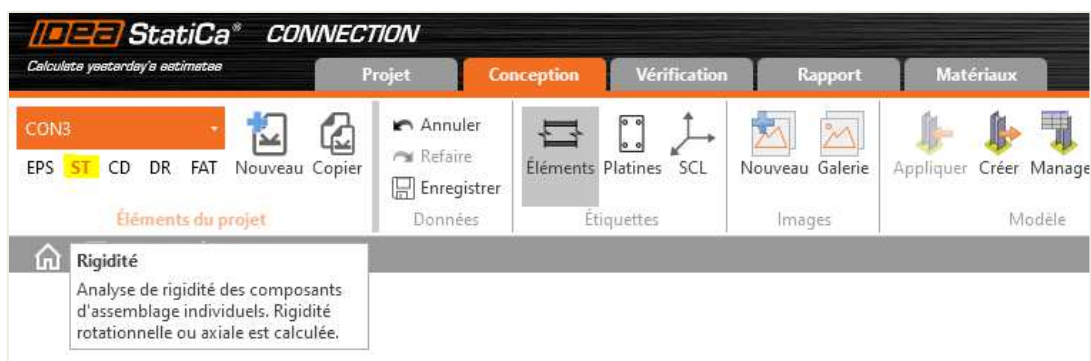 IDEA StatiCa® CONNECTION
Calculate yesterday's estimates
Projet Conception Vérification Rapport Matériaux
CON3
EPS ST CD DR FAT
Nouveau Copier
Éléments du projet
Annuler
Refaire
Enregistrer
Données
Éléments Platines SCL
Étiquettes
Nouveau Galerie
Images
Appliquer Créer Manage
Modèle
Rigidité
Analyse de rigidité des composants
d'assemblage individuels. Rigidité
rotationnelle ou axiale est calculée.